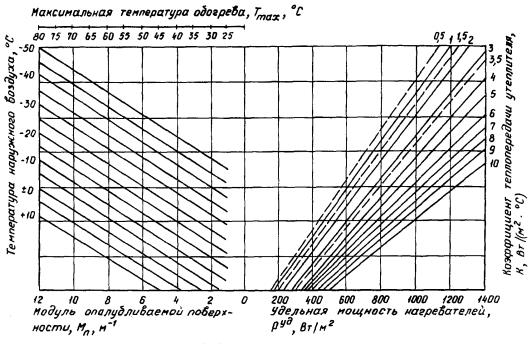 Максимальная температура обогрева, Tmax, °C
80 75 70 65 60 55 50 45 40 35 30 25
Температура наружного воздуха, °C
-50
-40
-30
-20
-10
±0
+10
0,5 1 1,5 2
3
3,5
4
5
6
7
8
9
10
Коэффициент теплопередачи утеплителя,
K, Вт/(м². °C)
12 10 8 6 4 2 0 200 400 600 800 1000 1200 1400
Модуль опалубливаемой поверх-
ности, Mп, м⁻¹
Удельная мощность нагревателей,
Pуд, Вт/м²